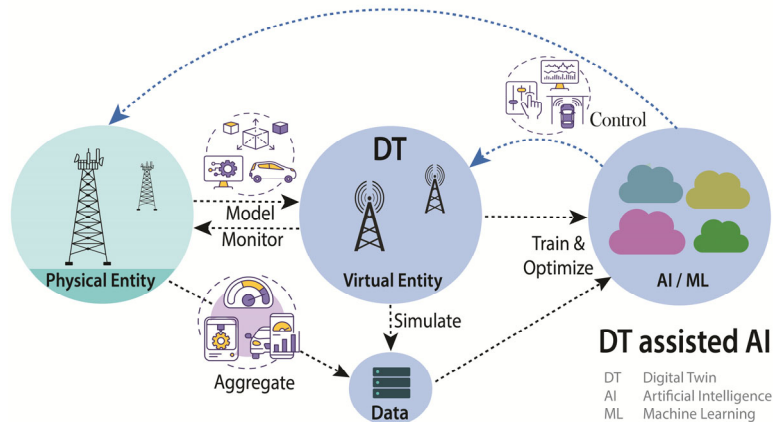 Control
DT
Model
Monitor
Physical Entity
Virtual Entity
Train &
Optimize
AI / ML
Simulate
Aggregate
Data
DT assisted AI
DT Digital Twin
AI Artificial Intelligence
ML Machine Learning